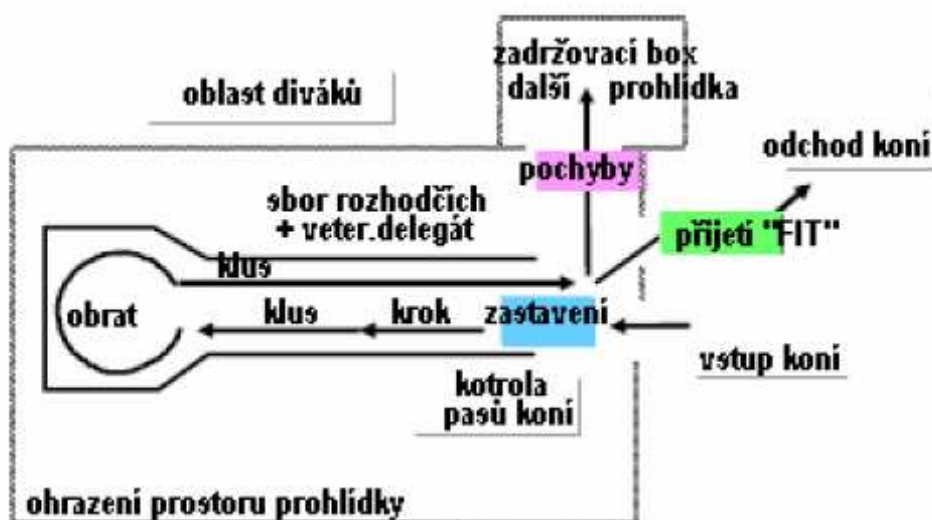 zadržovací box
další prohlídka
oblast diváků
pochyby
odchod koní
sbor rozhodčích
+ veter.delegát
přijetí "FIT"
klus
obrat
klus
krok
zastavení
vstup koní
kotrola
pasů koní
ohrazení prostoru prohlídky